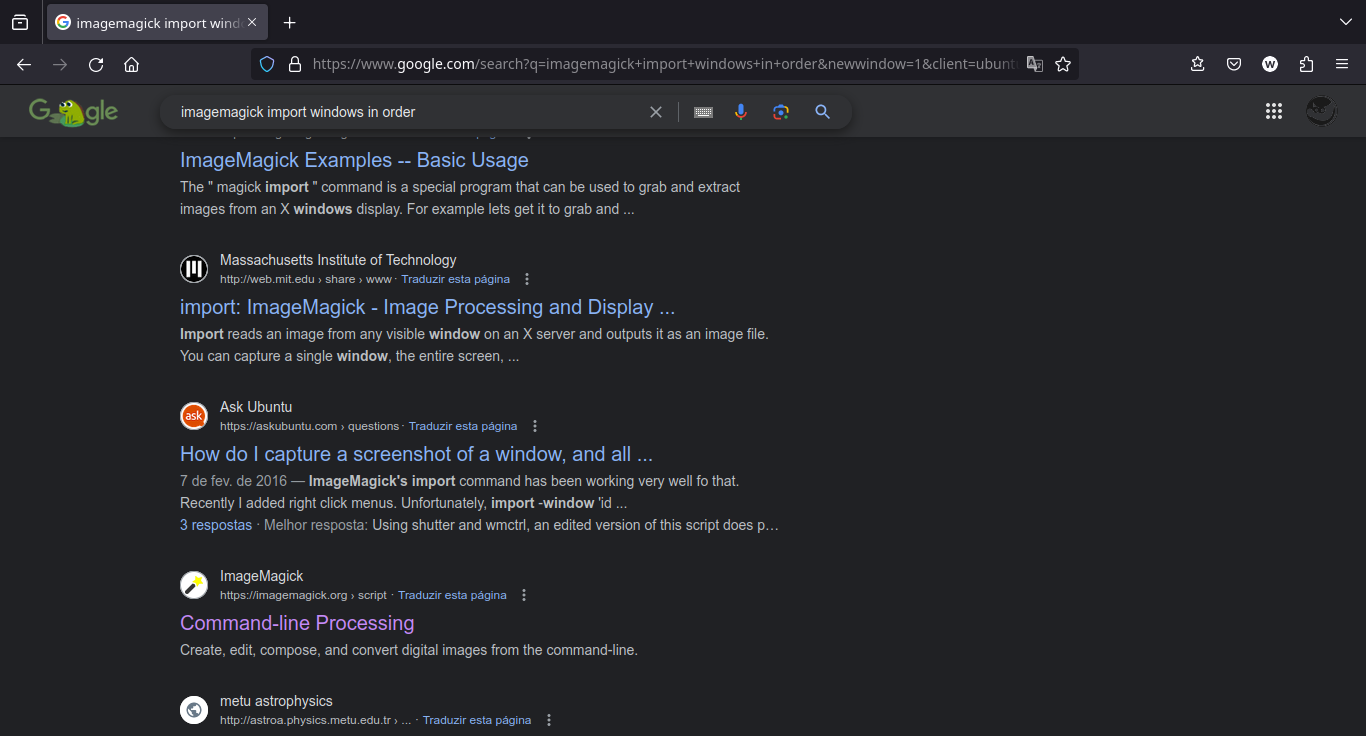 imagemagick import wind
https://www.google.com/search?q=imagemagick+import+windows+in+order&newwindow=1&client=ubunt
W
Google
imagemagick import windows in order
ImageMagick Examples -- Basic Usage
The " magick import " command is a special program that can be used to grab and extract
images from an X windows display. For example lets get it to grab and ...
Massachusetts Institute of Technology
http://web.mit.edu › share › www · Traduzir esta página
import: ImageMagick - Image Processing and Display ...
Import reads an image from any visible window on an X server and outputs it as an image file.
You can capture a single window, the entire screen, ...
ask
Ask Ubuntu
https://askubuntu.com › questions · Traduzir esta página
How do I capture a screenshot of a window, and all ...
7 de fev. de 2016 — ImageMagick's import command has been working very well fo that.
Recently I added right click menus. Unfortunately, import -window 'id ...
3 respostas · Melhor resposta: Using shutter and wmctrl, an edited version of this script does p...
ImageMagick
https://imagemagick.org › script · Traduzir esta página
Command-line Processing
Create, edit, compose, and convert digital images from the command-line.
metu astrophysics
http://astroa.physics.metu.edu.tr › ... · Traduzir esta página